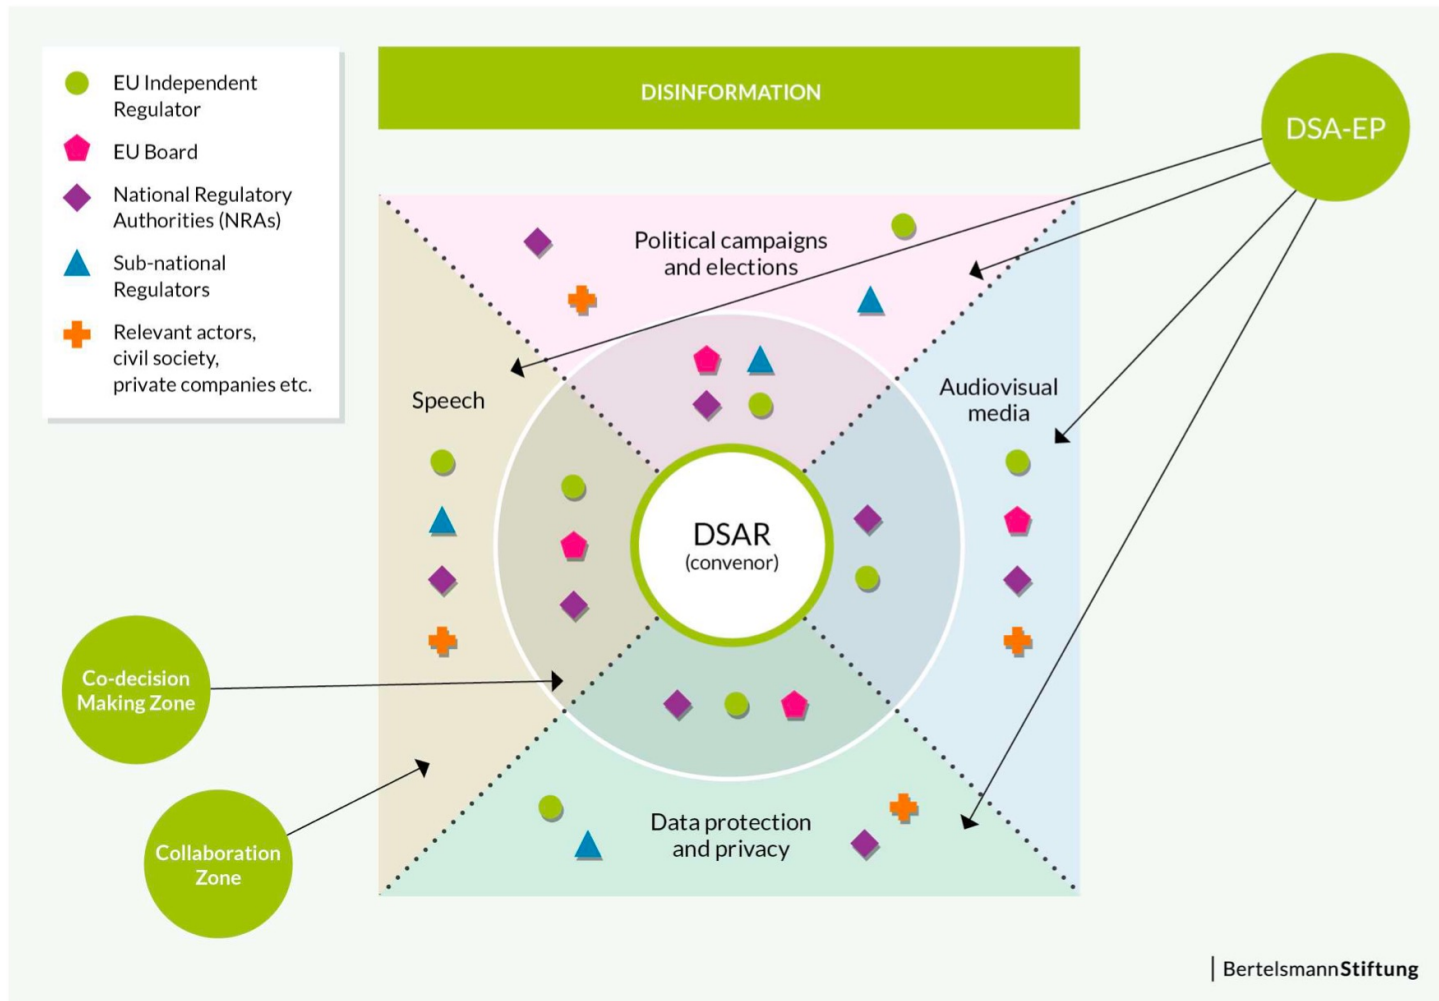 EU Independent
Regulator
EU Board
National Regulatory
Authorities (NRAs)
Sub-national
Regulators
Relevant actors,
civil society,
private companies etc.
DISINFORMATION
DSA-EP
Political campaigns
and elections
Speech
Audiovisual
media
DSAR
(convenor)
Co-decision
Making Zone
Collaboration
Zone
Data protection
and privacy
BertelsmannStiftung